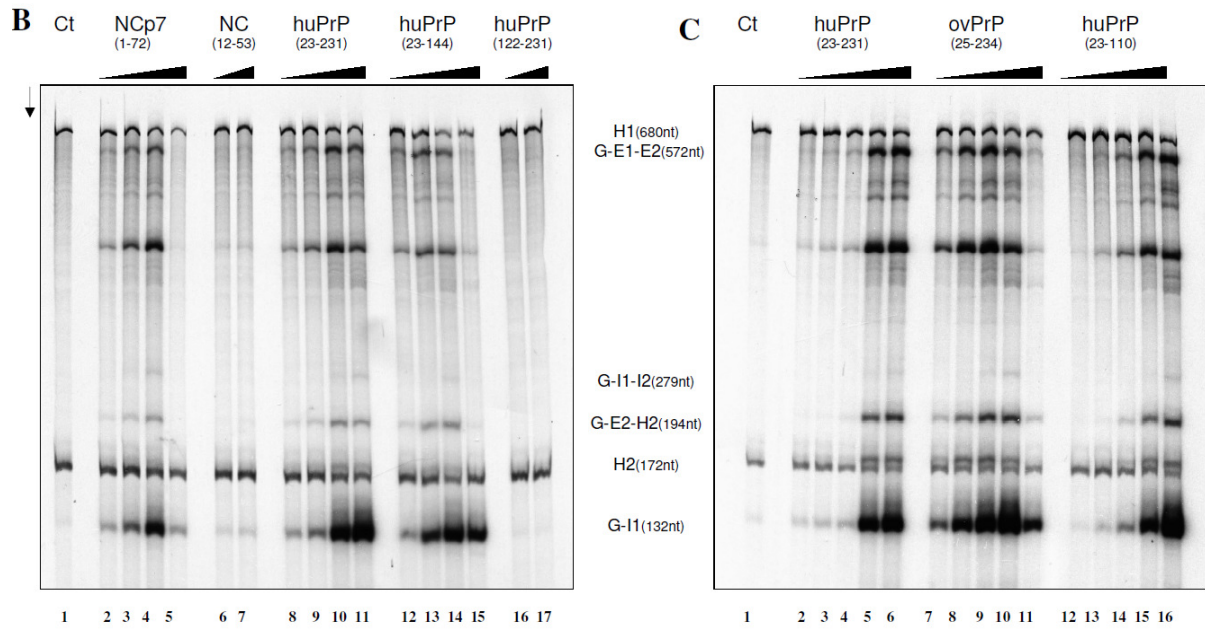 B
Ct NCp7 NC huPrP huPrP huPrP
(1-72) (12-53) (23-231) (23-144) (122-231)
C
Ct huPrP ovPrP huPrP
(23-231) (25-234) (23-110)
H1(680nt)
G-E1-E2(572nt)
G-I1-I2(279nt)
G-E2-H2(194nt)
H2(172nt)
G-I1(132nt)
1 2 3 4 5 6 7 8 9 10 11 12 13 14 15 16 17
1 2 3 4 5 6 7 8 9 10 11 12 13 14 15 16